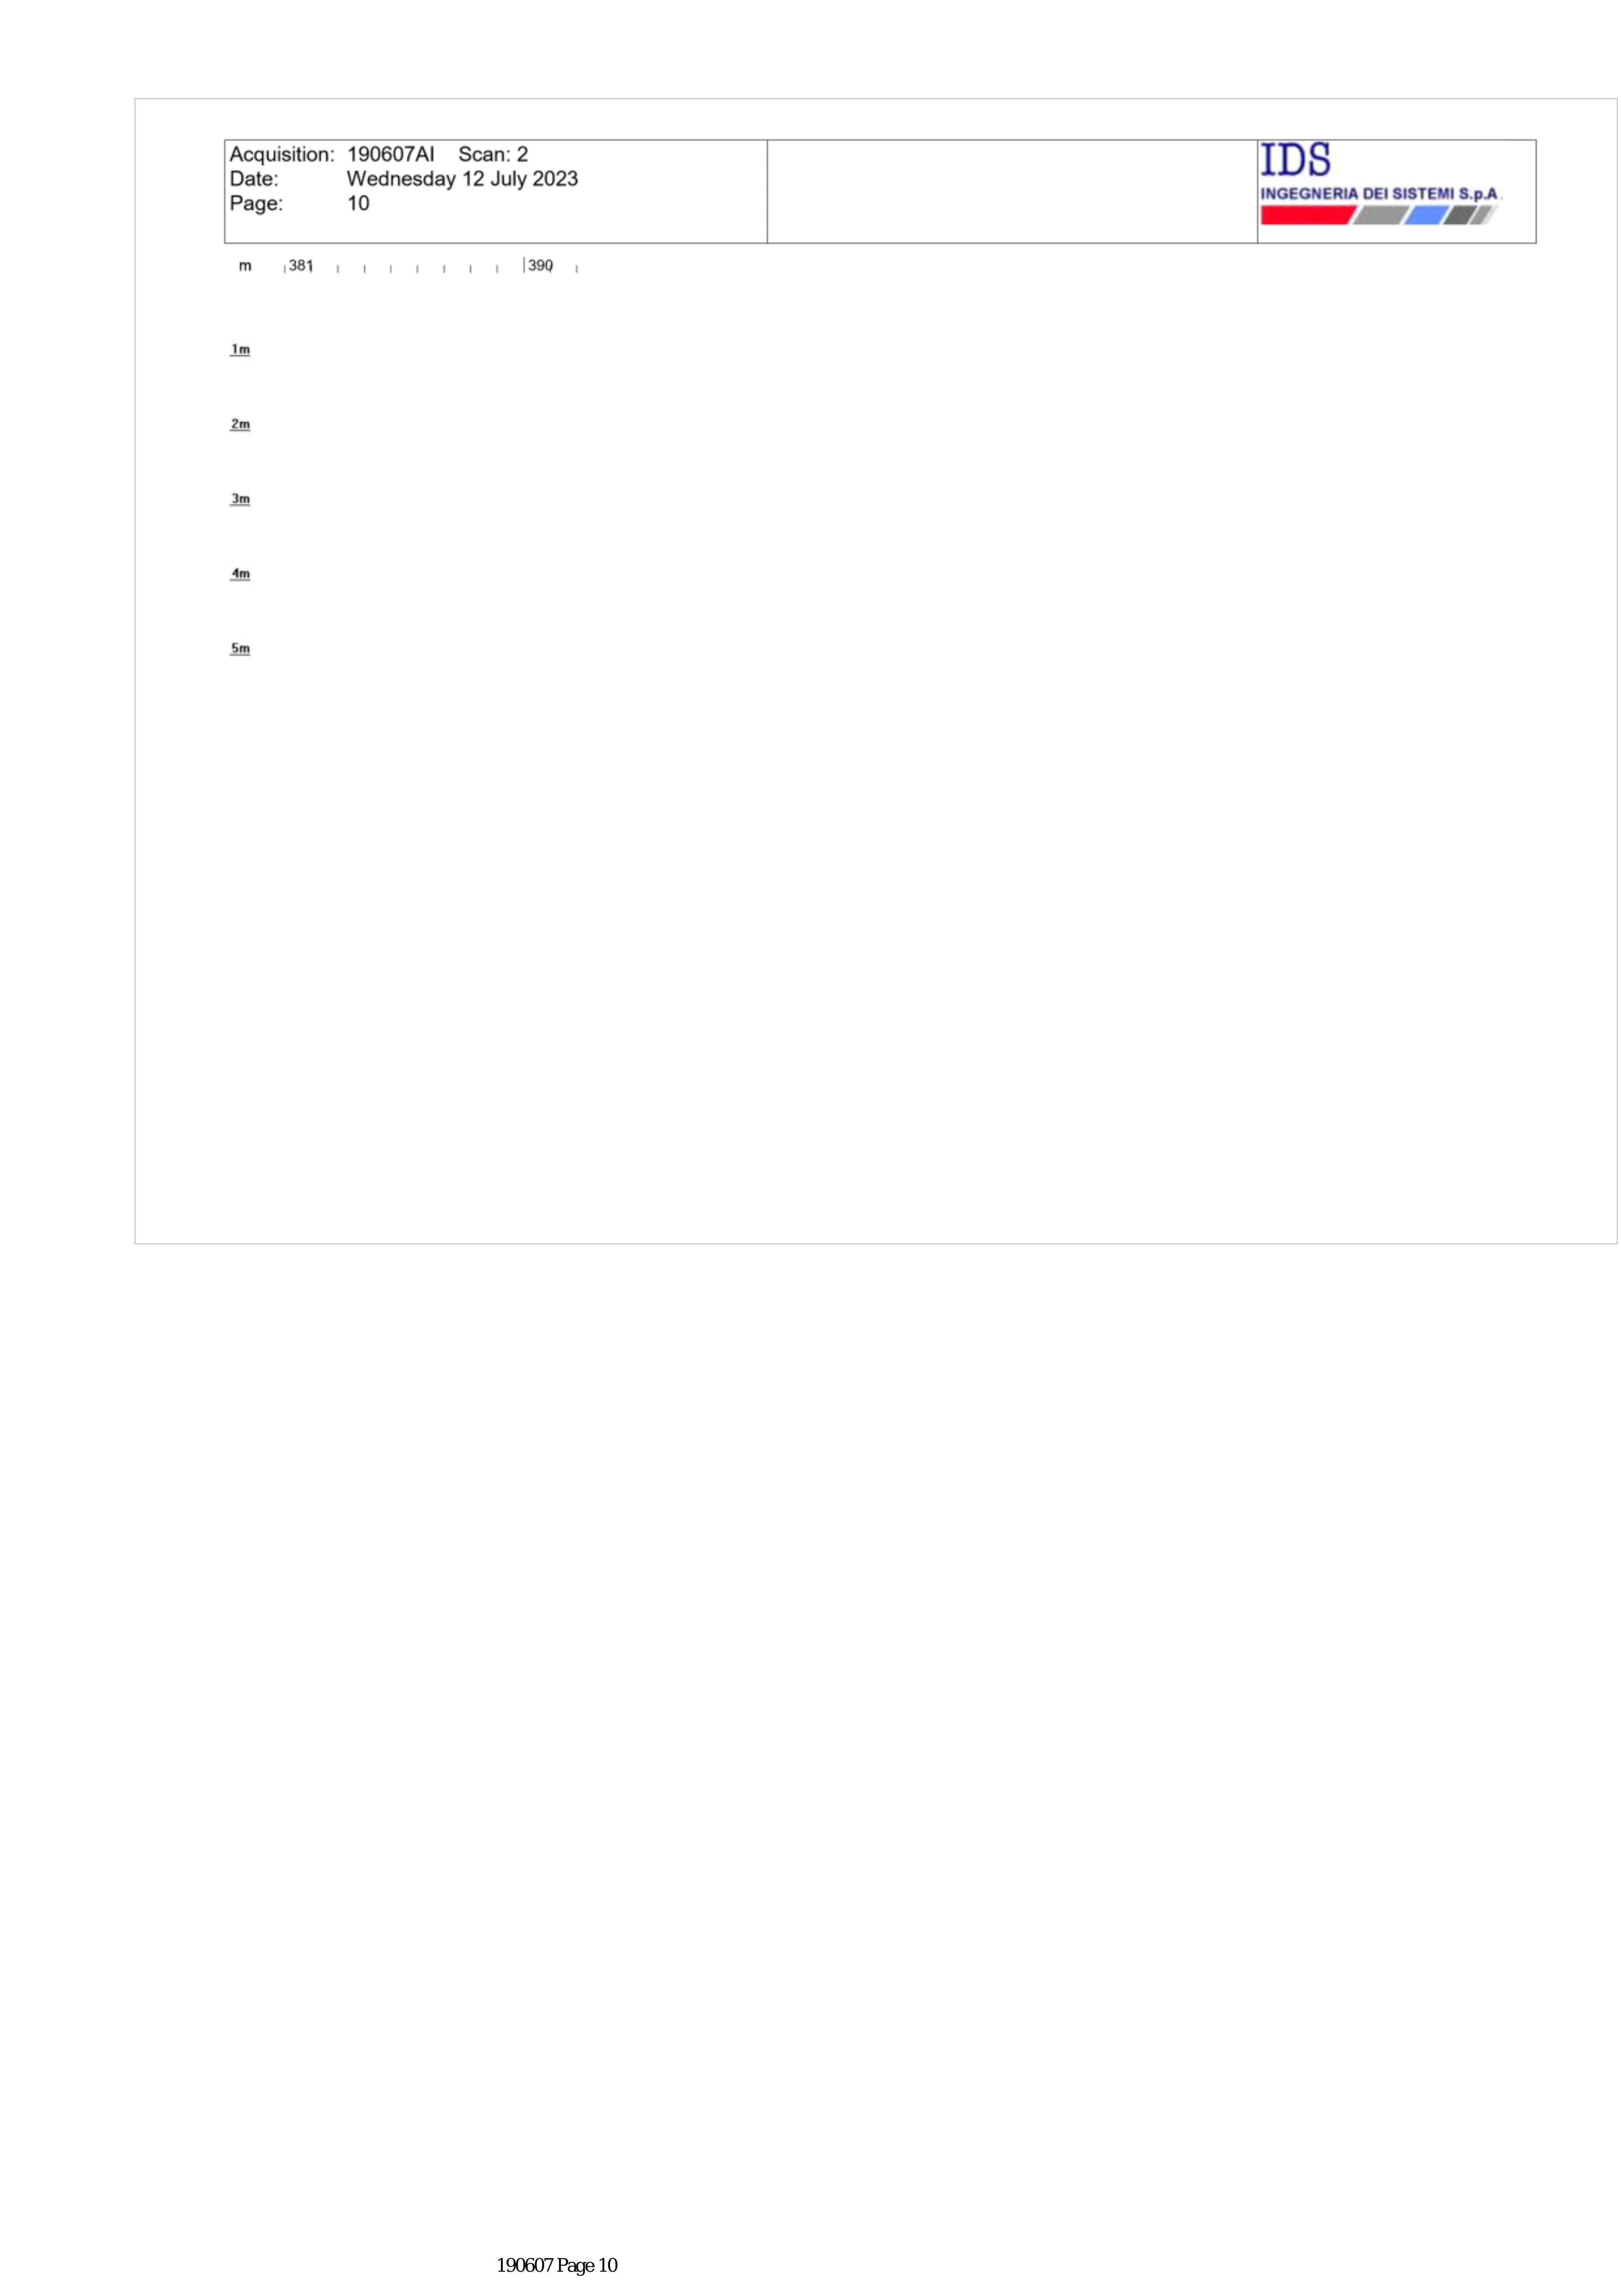 Acquisition: 190607AI Scan: 2
Date: Wednesday 12 July 2023
Page: 10
IDS
INGEGNERIA DEI SISTEMI S.p.A.
m 381 390
1m
2m
3m
4m
5m
190607 Page 10